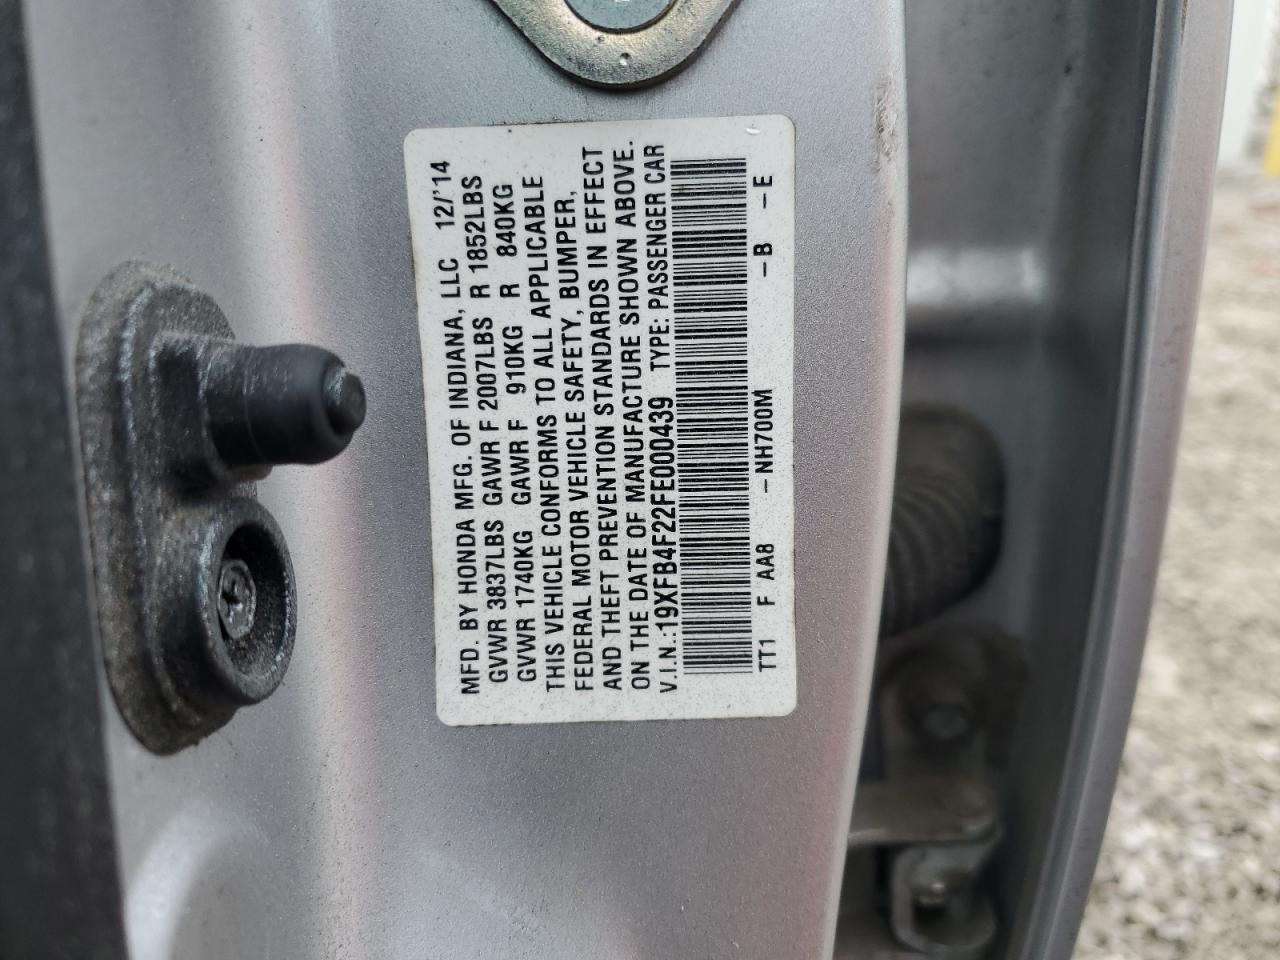 MFD. BY HONDA MFG. OF INDIANA, LLC 12/'14
GVWR 3837LBS GAWR F 2007LBS R 1852LBS
GVWR 1740KG GAWR F 910KG R 840KG
THIS VEHICLE CONFORMS TO ALL APPLICABLE
FEDERAL MOTOR VEHICLE SAFETY, BUMPER,
AND THEFT PREVENTION STANDARDS IN EFFECT
ON THE DATE OF MANUFACTURE SHOWN ABOVE.
V.I.N.:19XFB4F22FE000439 TYPE: PASSENGER CAR
TT1 F AA8 –NH700M –B –E